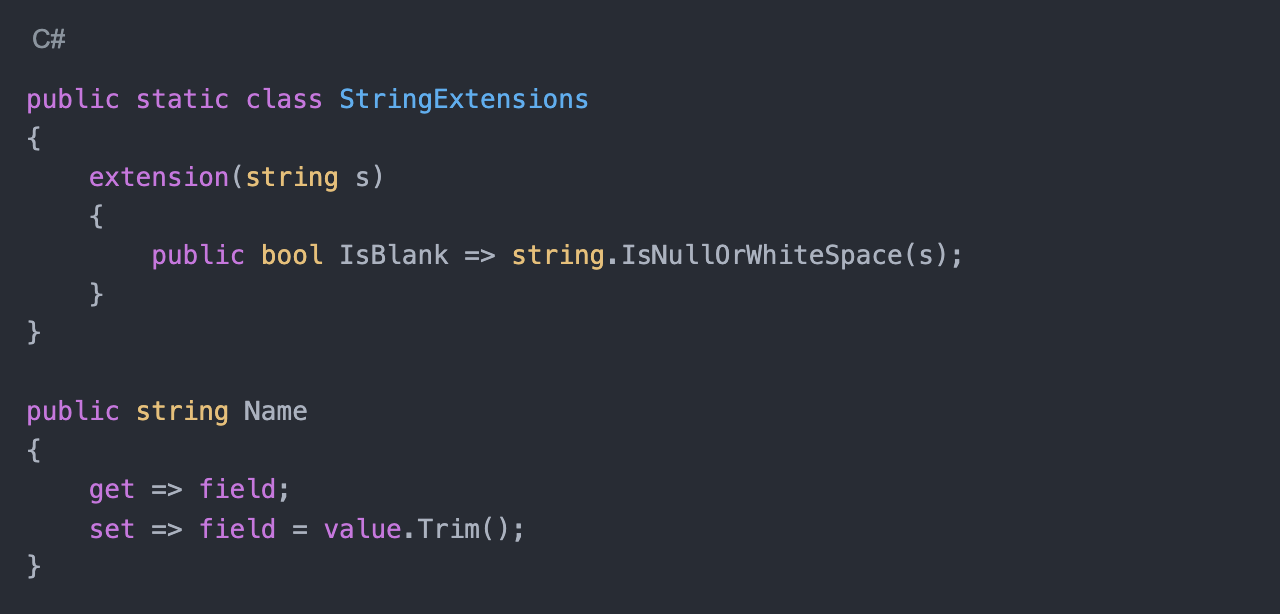 C#
public static class StringExtensions
{
    extension(string s)
    {
        public bool IsBlank => string.IsNullOrWhiteSpace(s);
    }
}

public string Name
{
    get => field;
    set => field = value.Trim();
}